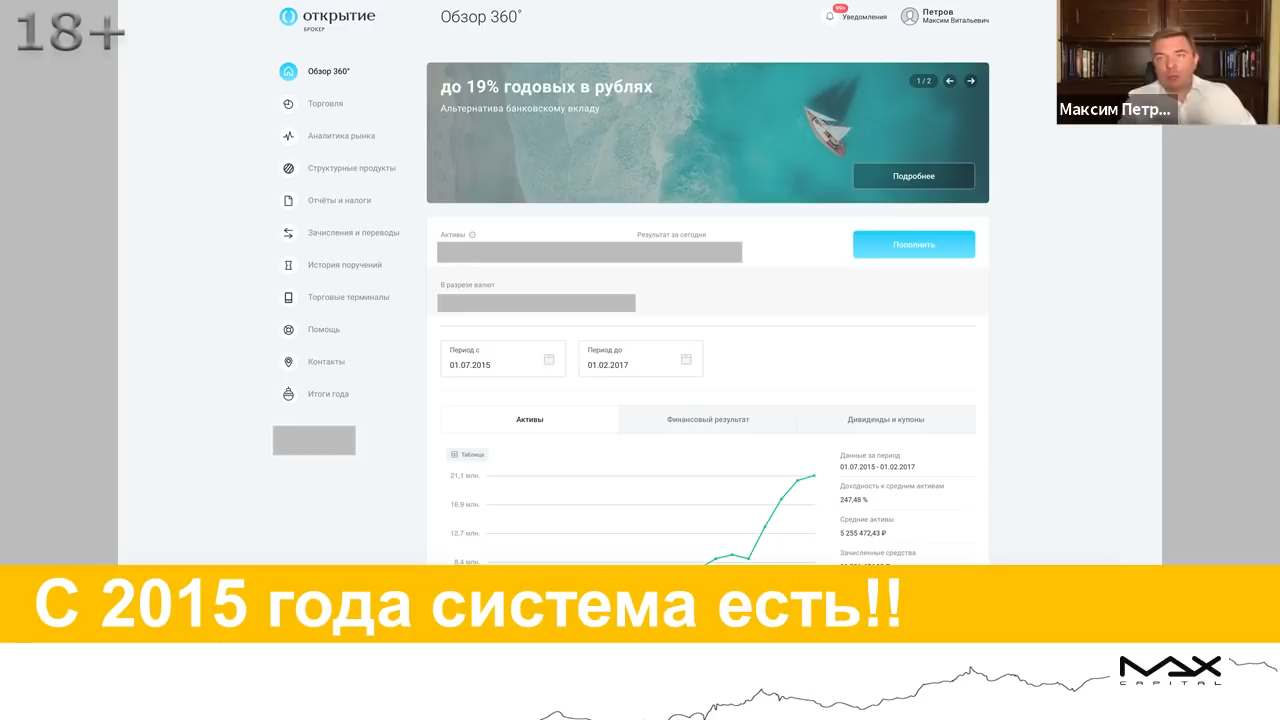 18+
открытие
БРОКЕР
Обзор 360°
99+
Уведомления
Петров
Максим Витальевич
Обзор 360°
Торговля
Аналитика рынка
Структурные продукты
Отчёты и налоги
Зачисления и переводы
История поручений
Торговые терминалы
Помощь
Контакты
Итоги года
до 19% годовых в рублях
Альтернатива банковскому вкладу
1 / 2
Подробнее
Максим Петр...
Активы
Результат за сегодня
Пополнить
В разрезе валют
Период с
01.07.2015
Период до
01.02.2017
Активы
Финансовый результат
Дивиденды и купоны
Таблица
21,1 млн.
16,9 млн.
12,7 млн.
8,4 млн.
Данные за период
01.07.2015 - 01.02.2017
Доходность к средним активам
247,48 %
Средние активы
5 255 472,43 ₽
Зачисленные средства
С 2015 года система есть!!
MAX
CAPITAL